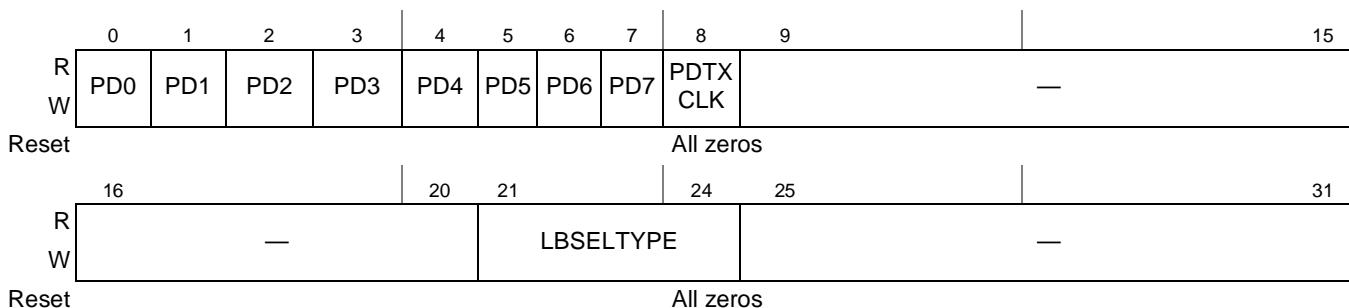 0 1 2 3 4 5 6 7 8 9 15
R
W
PD0 PD1 PD2 PD3 PD4 PD5 PD6 PD7 PDTX CLK —
Reset All zeros
16 20 21 24 25 31
R
W
— LBSELTYPE —
Reset All zeros